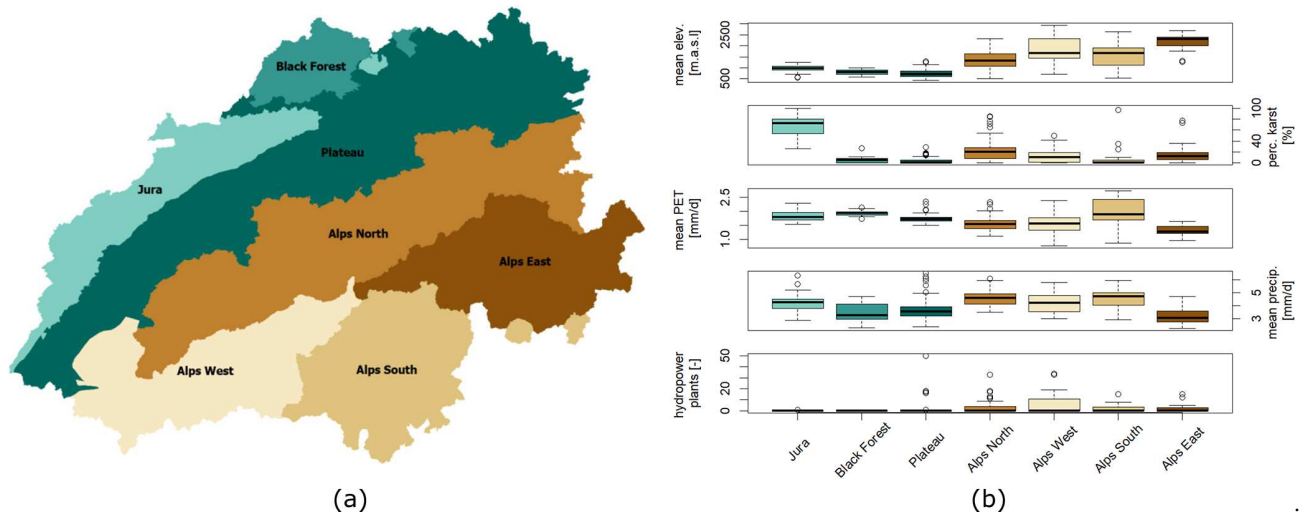 Black Forest
Plateau
Jura
Alps North
Alps East
Alps West
Alps South
(a)
mean elev.
[m.a.s.l]
2500
500
perc. karst
[%]
100
40
0
mean PET
[mm/d]
2.5
1.0
mean precip.
[mm/d]
5
3
hydropower
plants [-]
50
20
0
Jura
Black Forest
Plateau
Alps North
Alps West
Alps South
Alps East
(b)
.